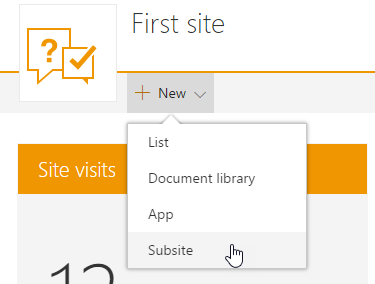 First site
?
New
List
Document library
Site visits
App
Subsite